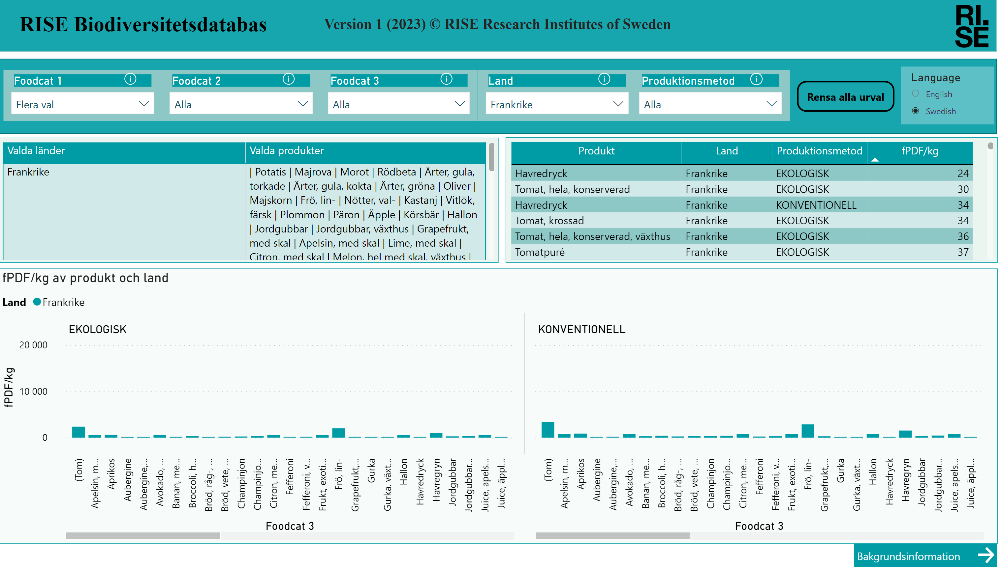 RISE Biodiversitetsdatabas
Version 1 (2023) © RISE Research Institutes of Sweden
RI.
SE
Foodcat 1
Foodcat 2
Foodcat 3
Land
Produktionsmetod
Flera val
Alla
Alla
Frankrike
Alla
Rensa alla urval
Language
English
Swedish
Valda länder
Valda produkter
Frankrike
| Potatis | Majrova | Morot | Rödbeta | Ärter, gula,
torkade | Ärter, gula, kokta | Ärter, gröna | Oliver |
Majskorn | Frö, lin- | Nötter, val- | Kastanj | Vitlök,
färsk | Plommon | Päron | Äpple | Körsbär | Hallon
| Jordgubbar | Jordgubbar, växthus | Grapefrukt,
med skal | Apelsin, med skal | Lime, med skal |
Citron, med skal | Melon, hel med skal, växthus |
Produkt Land Produktionsmetod fPDF/kg
Havredryck Frankrike EKOLOGISK 24
Tomat, hela, konserverad Frankrike EKOLOGISK 30
Havredryck Frankrike KONVENTIONELL 34
Tomat, krossad Frankrike EKOLOGISK 34
Tomat, hela, konserverad, växthus Frankrike EKOLOGISK 36
Tomatpuré Frankrike EKOLOGISK 37
fPDF/kg av produkt och land
Land Frankrike
EKOLOGISK
KONVENTIONELL
20 000
10 000
0
fPDF/kg
(Tom)
Apelsin, m...
Aprikos
Aubergine
Aubergine,...
Avokado, ...
Banan, me...
Broccoli, h...
Bröd, råg-, ...
Bröd, vete, ...
Champinjon
Champinjo...
Citron, me...
Fefferoni
Fefferoni, v...
Frukt, exoti...
Frö, lin-
Grapefrukt,...
Gurka
Gurka, växt...
Hallon
Havredryck
Havregryn
Jordgubbar
Jordgubbar...
Juice, apels...
Juice, äppl...
Foodcat 3
(Tom)
Apelsin, m...
Aprikos
Aubergine
Aubergine,...
Avokado, ...
Banan, me...
Broccoli, h...
Bröd, råg-, ...
Bröd, vete, ...
Champinjon
Champinjo...
Citron, me...
Fefferoni
Fefferoni, v...
Frukt, exoti...
Frö, lin-
Grapefrukt,...
Gurka
Gurka, växt...
Hallon
Havredryck
Havregryn
Jordgubbar
Jordgubbar...
Juice, apels...
Juice, äppl...
Foodcat 3
Bakgrundsinformation